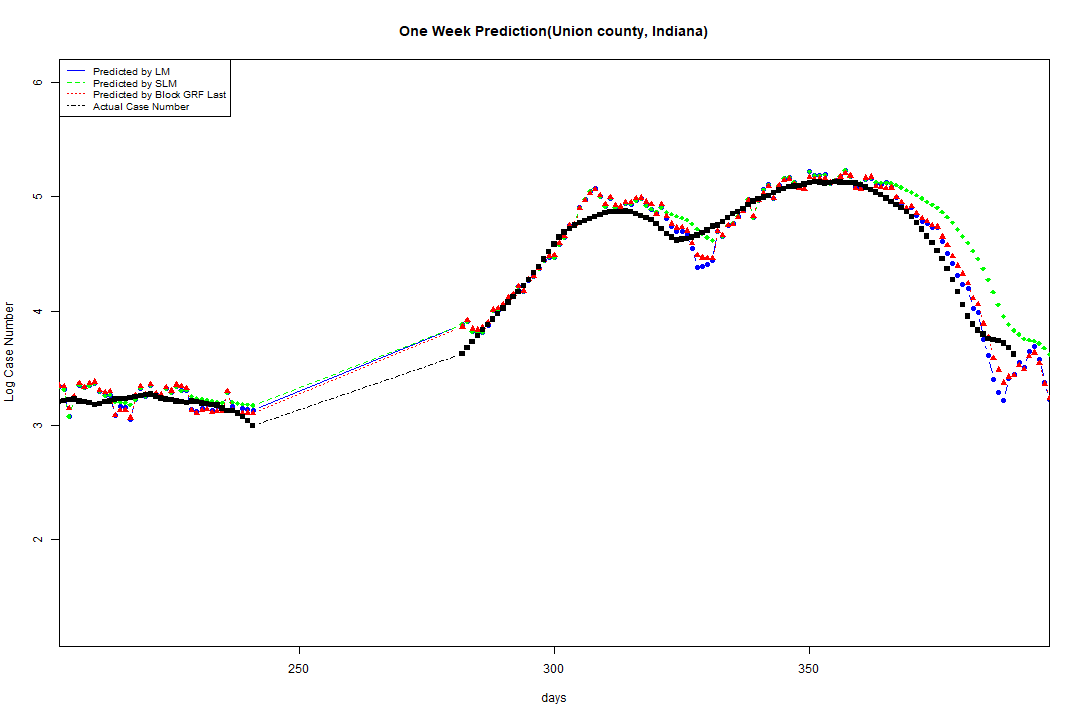 One Week Prediction(Union county, Indiana)
Predicted by LM
Predicted by SLM
Predicted by Block GRF Last
Actual Case Number
6
5
4
3
2
Log Case Number
250 300 350
days